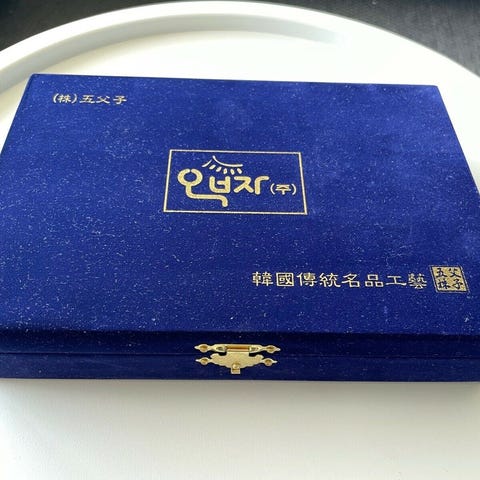 (株)五父子
오부자(주)
韓國傳統名品工藝
五父
株子